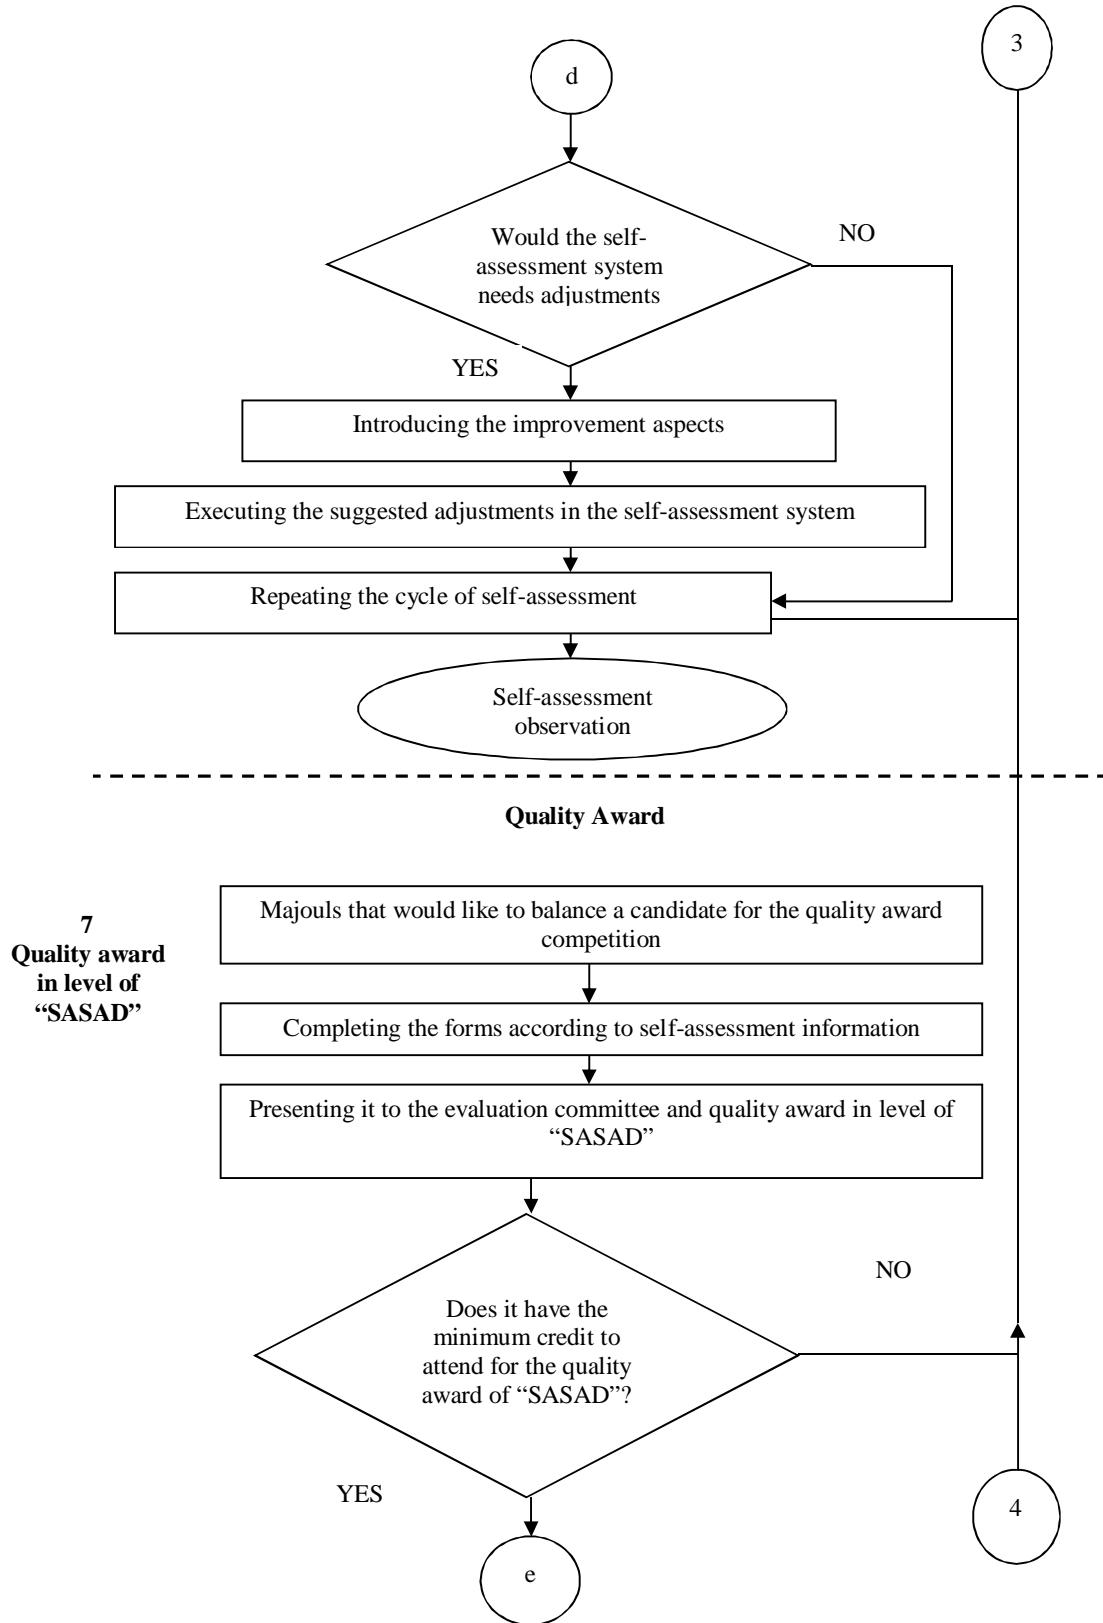 3
d
Would the self-
assessment system
needs adjustments
NO
YES
Introducing the improvement aspects
Executing the suggested adjustments in the self-assessment system
Repeating the cycle of self-assessment
Self-assessment
observation
Quality Award
7
Quality award
in level of
“SASAD”
Majouls that would like to balance a candidate for the quality award
competition
Completing the forms according to self-assessment information
Presenting it to the evaluation committee and quality award in level of
“SASAD”
NO
Does it have the
minimum credit to
attend for the quality
award of “SASAD”?
YES
4
e